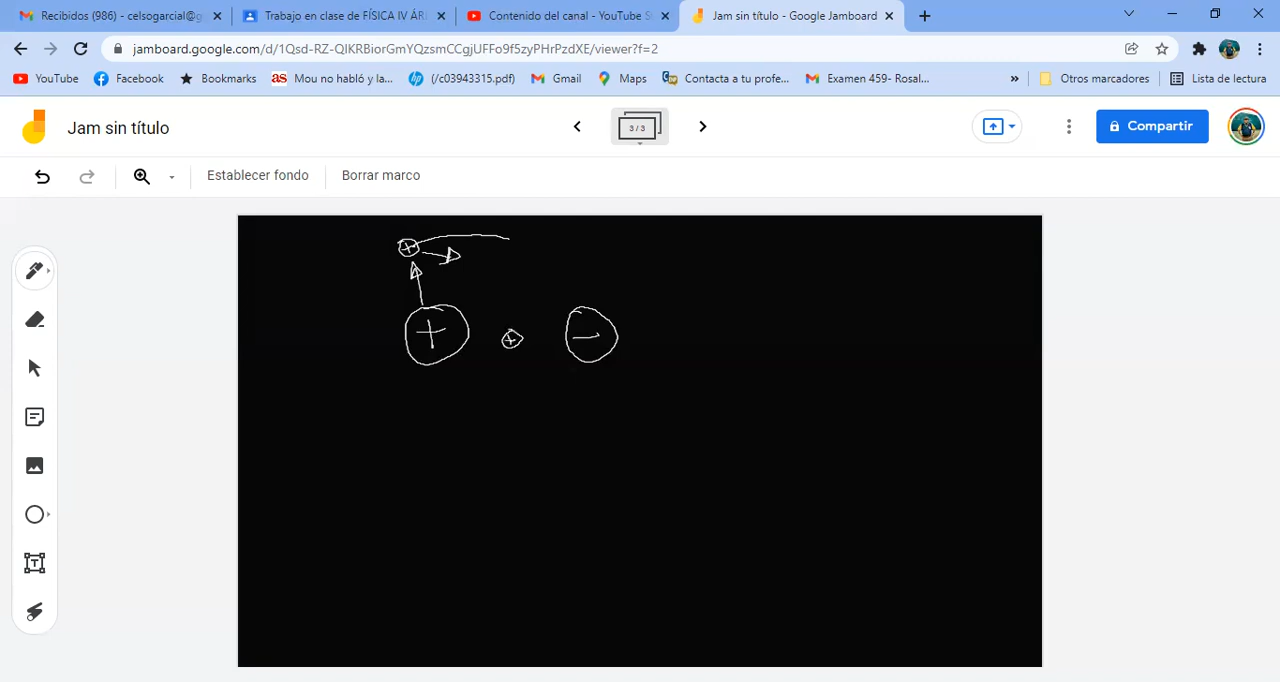 Recibidos (986) - celsogarcial@g
Trabajo en clase de FÍSICA IV ÁRE
Contenido del canal - YouTube S
Jam sin título - Google Jamboard
jamboard.google.com/d/1Qsd-RZ-QIKRBiorGmYQzsmCCgjUFFo9f5zyPHrPzdXE/viewer?f=2
YouTube
Facebook
Bookmarks
as Mou no habló y la...
hp (/c03943315.pdf)
Gmail
Maps
Contacta a tu profe...
Examen 459- Rosal...
»
Otros marcadores
Lista de lectura
Jam sin título
3 / 3
Compartir
Establecer fondo
Borrar marco
+
+ + -